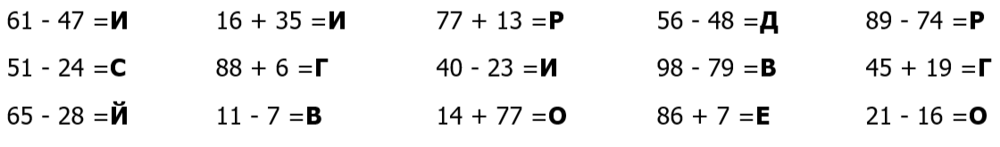 61 - 47 =И 16 + 35 =И 77 + 13 =Р 56 - 48 =Д 89 - 74 =Р
51 - 24 =С 88 + 6 =Г 40 - 23 =И 98 - 79 =В 45 + 19 =Г
65 - 28 =Й 11 - 7 =В 14 + 77 =О 86 + 7 =Е 21 - 16 =О